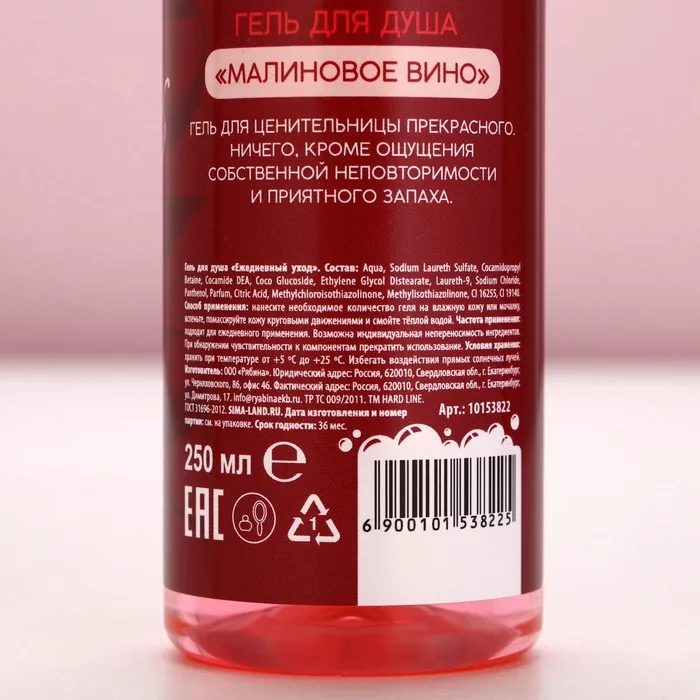 ГЕЛЬ ДЛЯ ДУША
«МАЛИНОВОЕ ВИНО»
ГЕЛЬ ДЛЯ ЦЕНИТЕЛЬНИЦЫ ПРЕКРАСНОГО.
НИЧЕГО, КРОМЕ ОЩУЩЕНИЯ
СОБСТВЕННОЙ НЕПОВТОРИМОСТИ
И ПРИЯТНОГО ЗАПАХА.
Гель для душа «Ежедневный уход». Состав: Aqua, Sodium Laureth Sulfate, Cocamidopropyl
Betaine, Cocamide DEA, Coco Glucoside, Ethylene Glycol Distearate, Laureth-9, Sodium Chloride,
Panthenol, Parfum, Citric Acid, Methylchloroisothiazolinone, Methylisothiazolinone, CI 16255, CI 19140.
Способ применения: нанесите необходимое количество геля на влажную кожу или мочалку,
вспеньте, помассируйте кожу круговыми движениями и смойте тёплой водой. Частота применения:
подходит для ежедневного применения. Возможна индивидуальная непереносимость ингредиентов.
При обнаружении чувствительности к компонентам прекратить использование. Условия хранения:
хранить при температуре от +5 °С до +25 °С. Избегать воздействия прямых солнечных лучей.
Изготовитель: ООО «Рябина». Юридический адрес: Россия, 620010, Свердловская обл., г. Екатеринбург,
ул. Черняховского, 86, офис 46. Фактический адрес: Россия, 620010, Свердловская обл., г. Екатеринбург,
ул. Димитрова, 17. info@ryabinaekb.ru. ТР ТС 009/2011. ТМ HARD LINE.
ГОСТ 31696-2012. SIMA-LAND.RU. Дата изготовления и номер
партии: см. на упаковке. Срок годности: 36 мес.
Арт.: 10153822
250 мл e
ЕАС
1
6 900101 538225